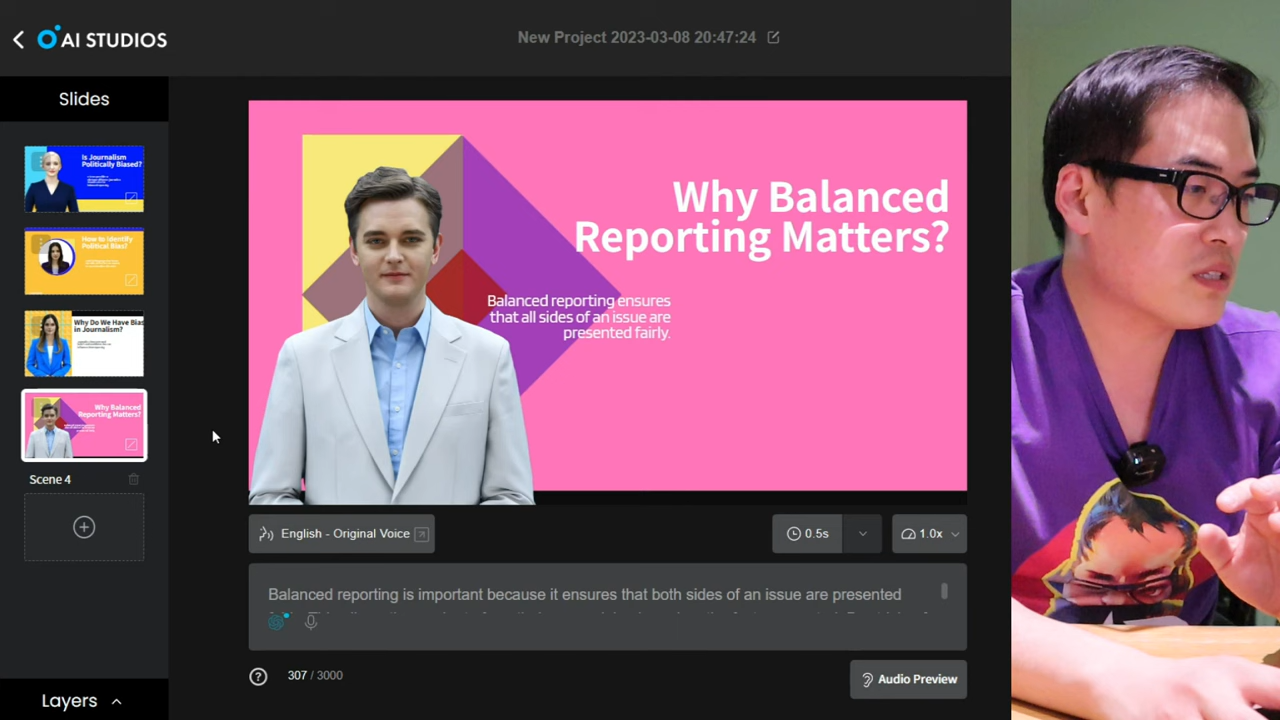 AI STUDIOS
New Project 2023-03-08 20:47:24
Slides
Is Journalism
Politically Biased?
How to Identify
Political Bias?
Why Do We Have Bias
in Journalism?
Why Balanced
Reporting Matters?
Scene 4
Layers
Why Balanced
Reporting Matters?
Balanced reporting ensures
that all sides of an issue are
presented fairly.
English - Original Voice
0.5s
1.0x
Balanced reporting is important because it ensures that both sides of an issue are presented
307 / 3000
Audio Preview